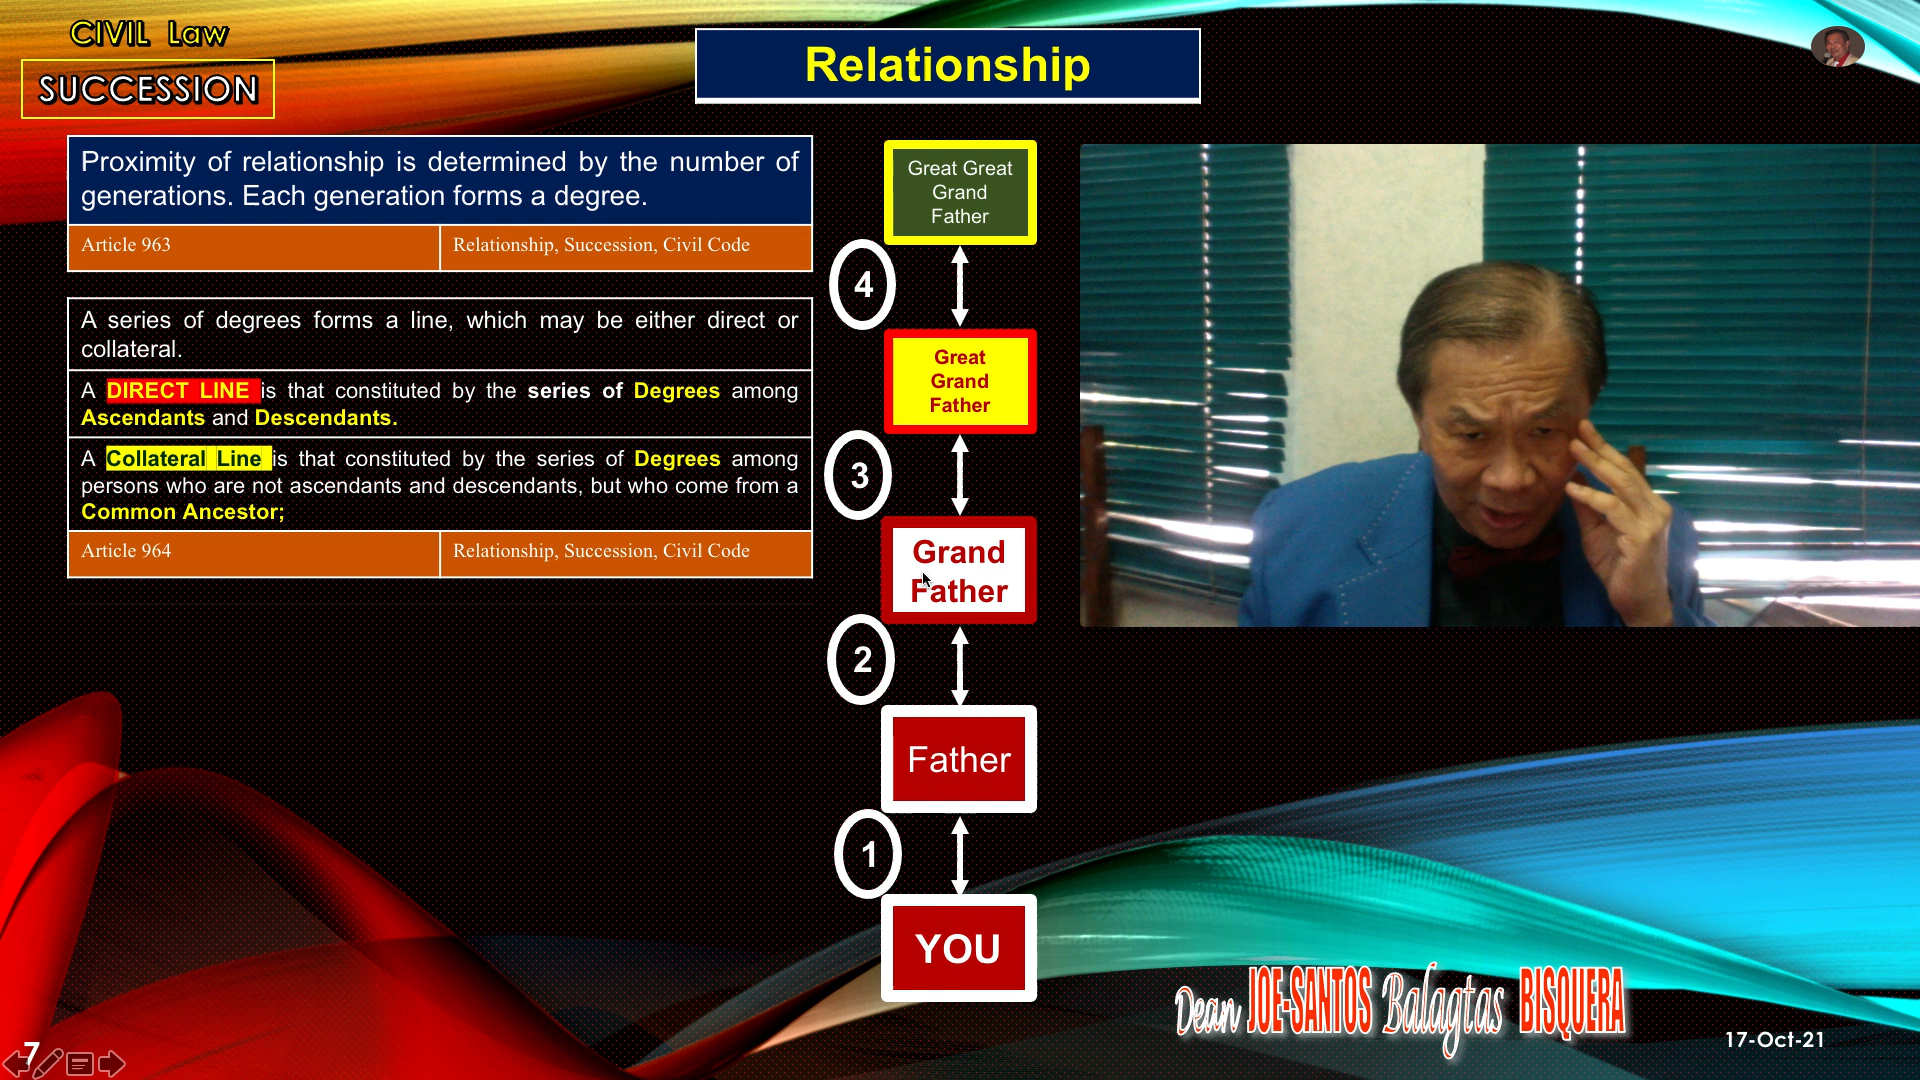 CIVIL Law
SUCCESSION
Relationship
Proximity of relationship is determined by the number of
generations. Each generation forms a degree.
Article 963
Relationship, Succession, Civil Code
A series of degrees forms a line, which may be either direct or
collateral.
A DIRECT LINE is that constituted by the series of Degrees among
Ascendants and Descendants.
A Collateral Line is that constituted by the series of Degrees among
persons who are not ascendants and descendants, but who come from a
Common Ancestor;
Article 964
Relationship, Succession, Civil Code
Great Great
Grand
Father
4
Great
Grand
Father
3
Grand
Father
2
Father
1
YOU
Dean JOE-SANTOS Balagtas BISQUERA
17-Oct-21
7